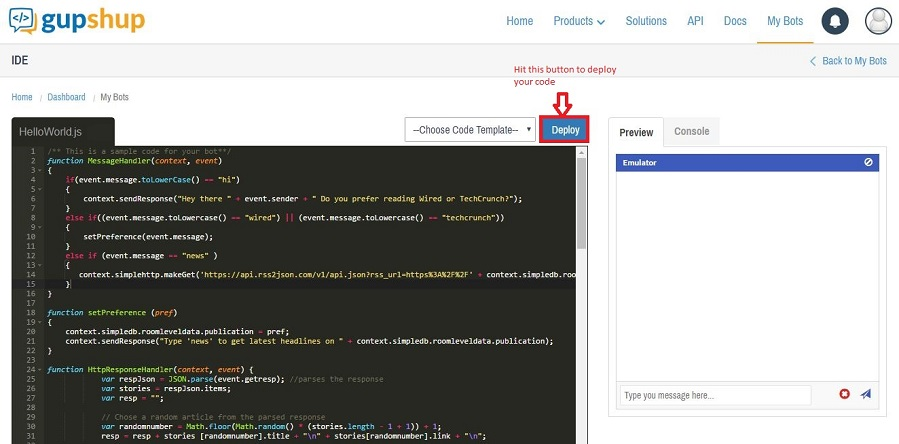 gupshup
Home Products Solutions API Docs My Bots
IDE
Back to My Bots
Hit this button to deploy
your code
Home / Dashboard / My Bots
HelloWorld.js
--Choose Code Template--
Deploy
Preview
Console
Emulator
1 /** This is a sample code for your bot**/
2 function MessageHandler(context, event)
3 {
4 if(event.message.toLowerCase() == "hi")
5 {
6 context.sendResponse("Hey there " + event.sender + " Do you prefer reading Wired or TechCrunch?");
7 }
8 else if((event.message.toLowercase() == "wired") || (event.message.toLowercase() == "techcrunch"))
9 {
10 setPreference(event.message);
11 }
12 else if (event.message == "news" )
13 {
14 context.simplehttp.makeGet('https://api.rss2json.com/v1/api.json?rss_url=https%3A%2F%2F' + context.simpledb.roo
15 }
16 }
17
18 function setPreference (pref)
19 {
20 context.simpledb.roomleveldata.publication = pref;
21 context.sendResponse("Type 'news' to get latest headlines on " + context.simpledb.roomleveldata.publication);
22 }
23
24 function HttpResponseHandler(context, event) {
25 var respJson = JSON.parse(event.getresp); //parses the response
26 var stories = respJson.items;
27 var resp = "";
28
29 // Chose a random article from the parsed response
30 var randomnumber = Math.floor(Math.random() * (stories.length - 1 + 1)) + 1;
31 resp = resp + stories [randomnumber].title + "\n" + stories[randomnumber].link + "\n";
Type you message here...